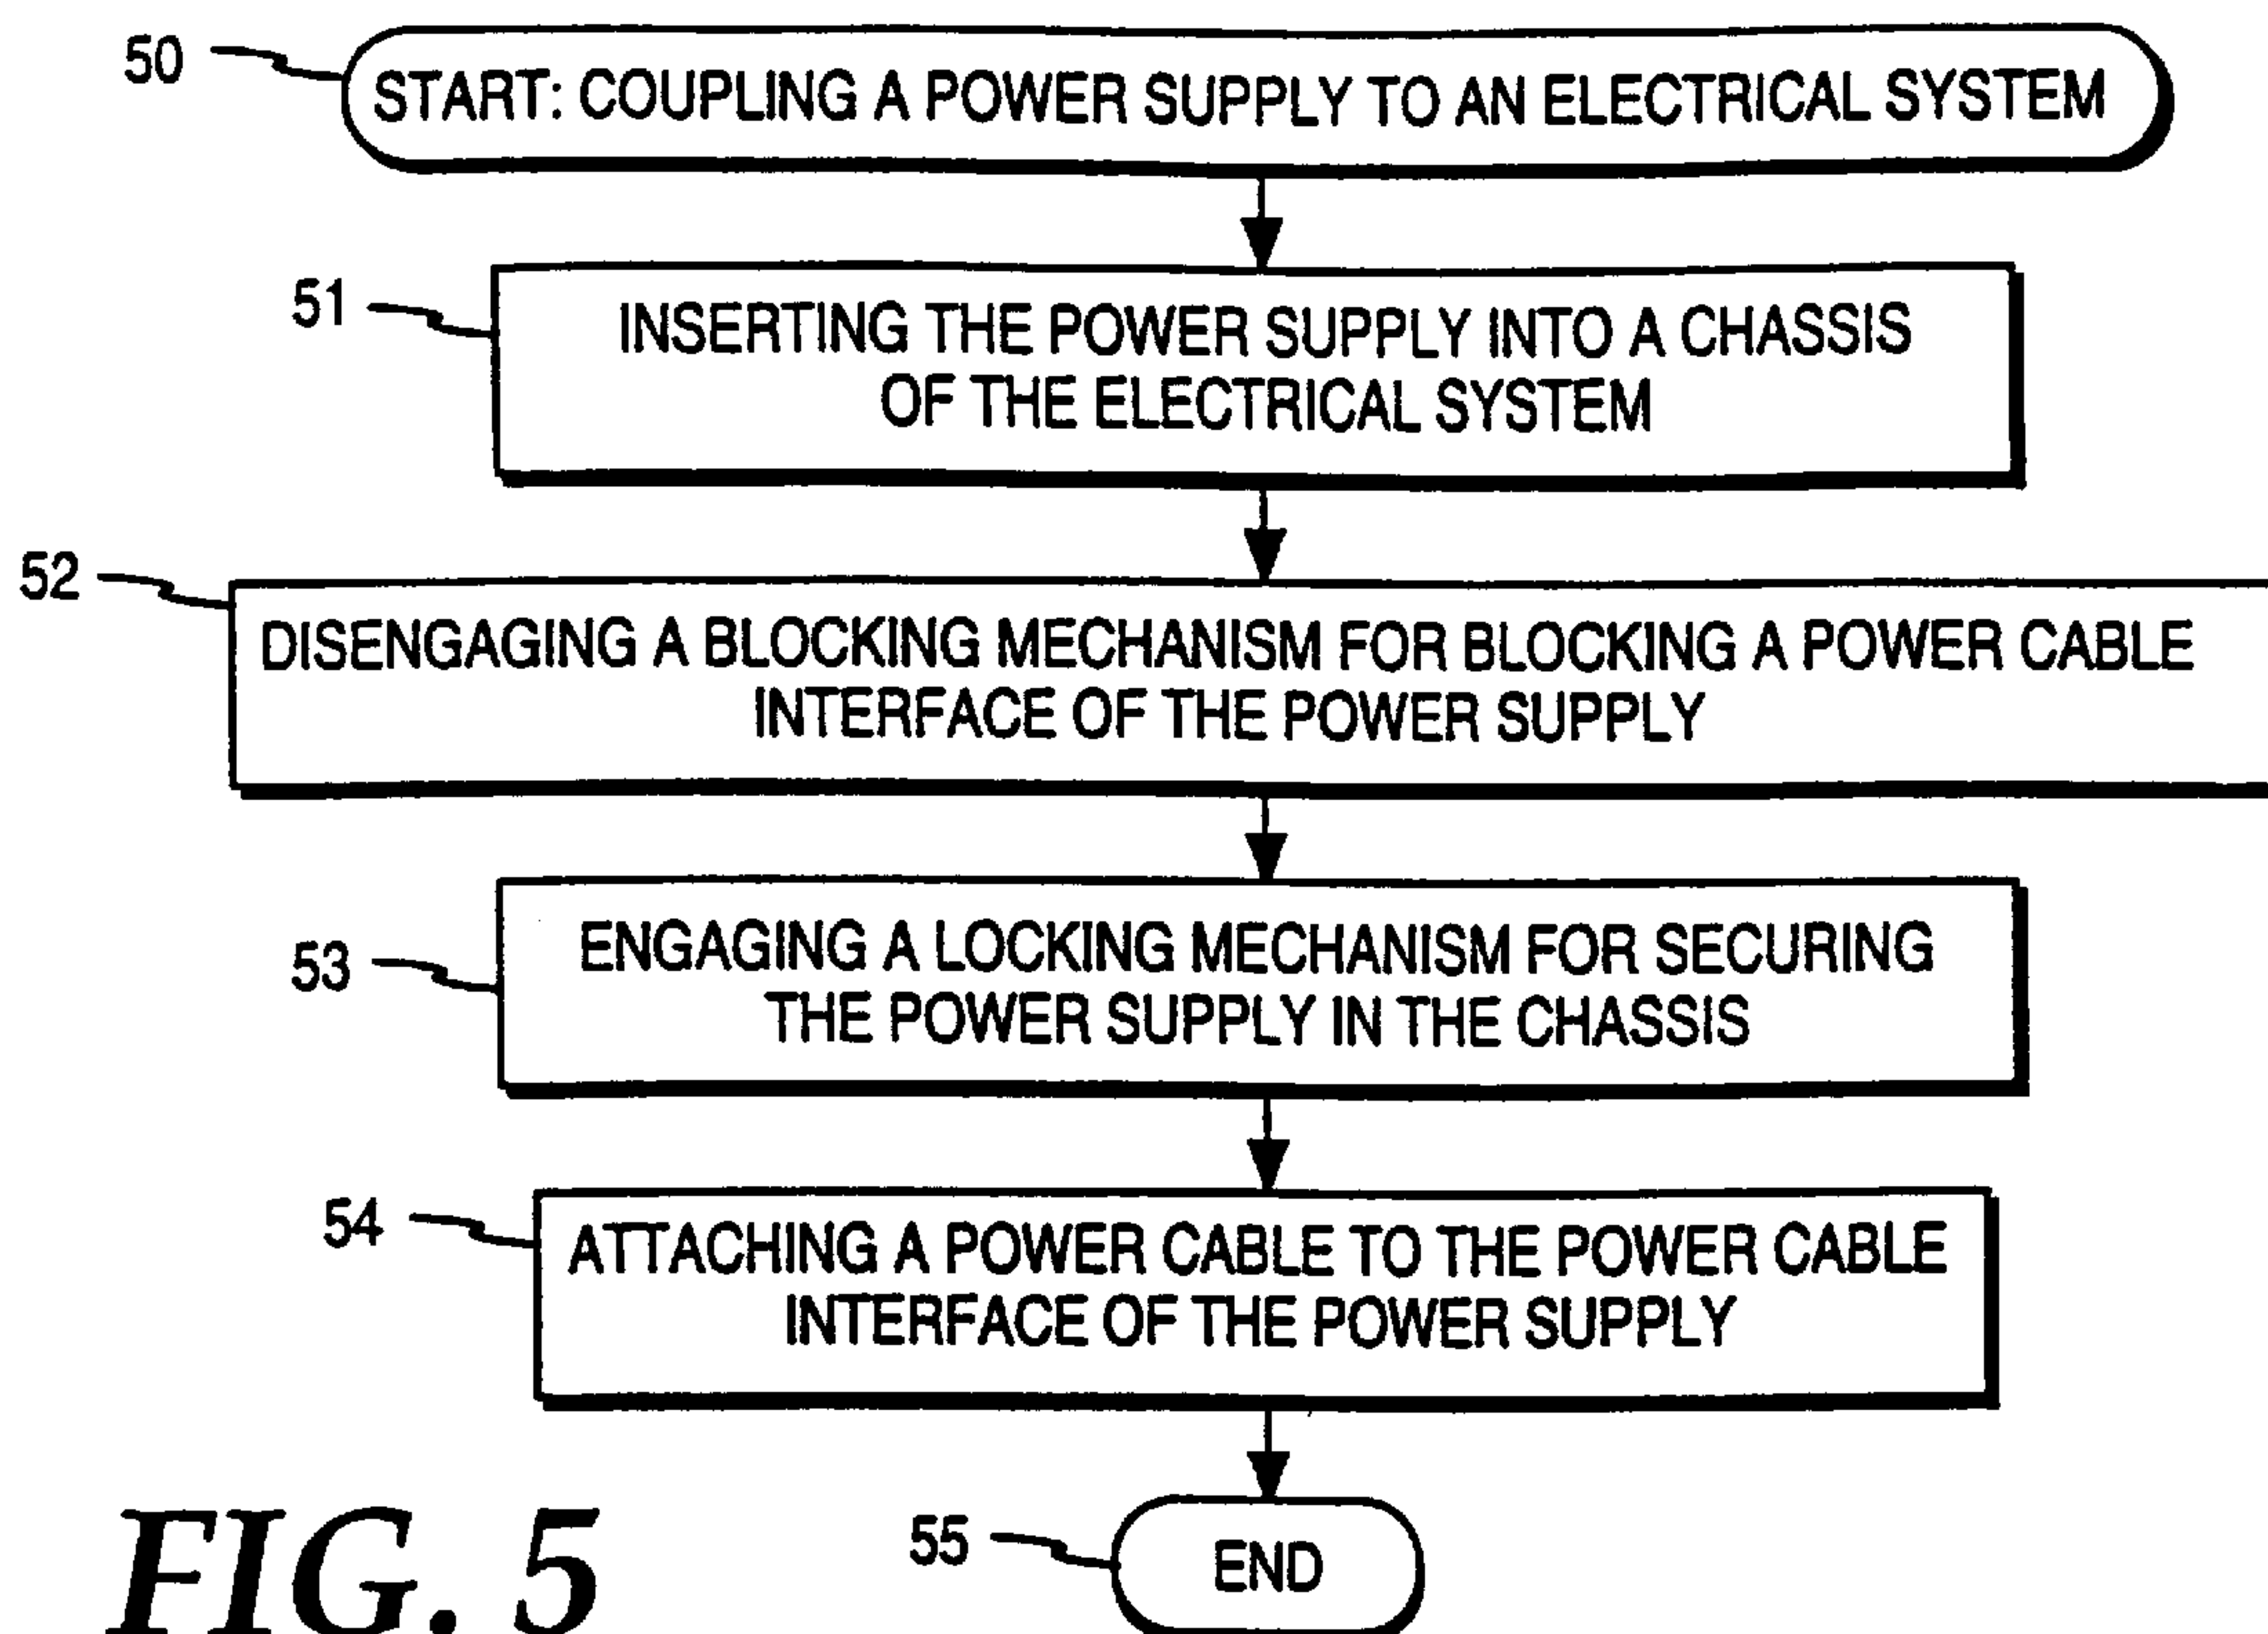 50
START: COUPLING A POWER SUPPLY TO AN ELECTRICAL SYSTEM
51
INSERTING THE POWER SUPPLY INTO A CHASSIS
OF THE ELECTRICAL SYSTEM
52
DISENGAGING A BLOCKING MECHANISM FOR BLOCKING A POWER CABLE
INTERFACE OF THE POWER SUPPLY
53
ENGAGING A LOCKING MECHANISM FOR SECURING
THE POWER SUPPLY IN THE CHASSIS
54
ATTACHING A POWER CABLE TO THE POWER CABLE
INTERFACE OF THE POWER SUPPLY
55
END
FIG. 5